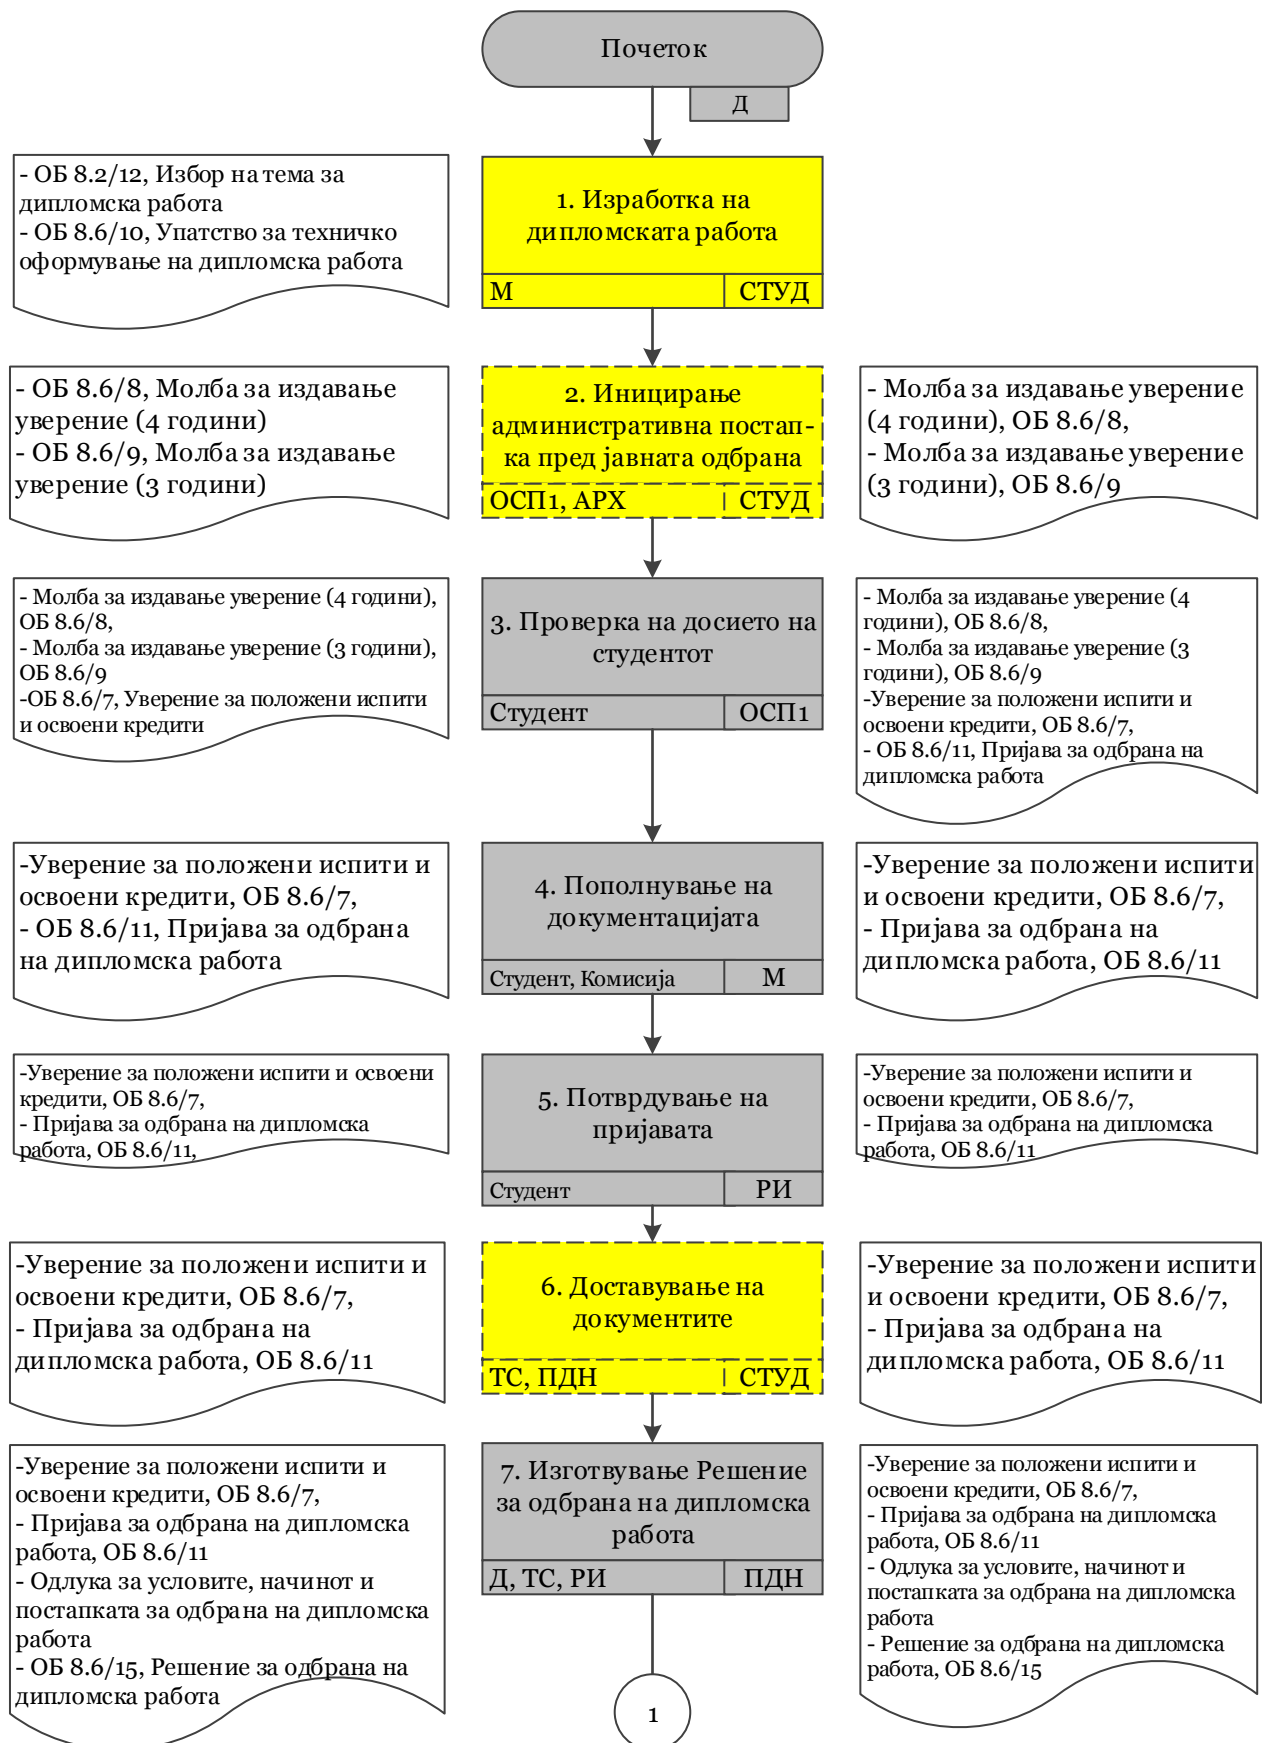 Почеток
Д
- ОБ 8.2/12, Избор на тема за
дипломска работа
- ОБ 8.6/10, Упатство за техничко
оформување на дипломска работа
1. Изработка на
дипломската работа
М
СТУД
- ОБ 8.6/8, Молба за издавање
уверение (4 години)
- ОБ 8.6/9, Молба за издавање
уверение (3 години)
2. Иницирање
административна постап-
ка пред јавната одбрана
ОСП1, АРХ
СТУД
- Молба за издавање уверение
(4 години), ОБ 8.6/8,
- Молба за издавање уверение
(3 години), ОБ 8.6/9
- Молба за издавање уверение (4 години),
ОБ 8.6/8,
- Молба за издавање уверение (3 години),
ОБ 8.6/9
-ОБ 8.6/7, Уверение за положени испити
и освоени кредити
3. Проверка на досието на
студентот
Студент
ОСП1
- Молба за издавање уверение (4
години), ОБ 8.6/8,
- Молба за издавање уверение (3
години), ОБ 8.6/9
-Уверение за положени испити и
освоени кредити, ОБ 8.6/7,
- ОБ 8.6/11, Пријава за одбрана на
дипломска работа
-Уверение за положени испити и
освоени кредити, ОБ 8.6/7,
- ОБ 8.6/11, Пријава за одбрана
на дипломска работа
4. Пополнување на
документацијата
Студент, Комисија
М
-Уверение за положени испити
и освоени кредити, ОБ 8.6/7,
- Пријава за одбрана на
дипломска работа, ОБ 8.6/11
-Уверение за положени испити и освоени
кредити, ОБ 8.6/7,
- Пријава за одбрана на дипломска
работа, ОБ 8.6/11,
5. Потврдување на
пријавата
Студент
РИ
-Уверение за положени испити и
освоени кредити, ОБ 8.6/7,
- Пријава за одбрана на дипломска
работа, ОБ 8.6/11
-Уверение за положени испити и
освоени кредити, ОБ 8.6/7,
- Пријава за одбрана на
дипломска работа, ОБ 8.6/11
6. Доставување на
документите
ТС, ПДН
СТУД
-Уверение за положени испити
и освоени кредити, ОБ 8.6/7,
- Пријава за одбрана на
дипломска работа, ОБ 8.6/11
-Уверение за положени испити и
освоени кредити, ОБ 8.6/7,
- Пријава за одбрана на дипломска
работа, ОБ 8.6/11
- Одлука за условите, начинот и
постапката за одбрана на дипломска
работа
- ОБ 8.6/15, Решение за одбрана на
дипломска работа
7. Изготвување Решение
за одбрана на дипломска
работа
Д, ТС, РИ
ПДН
-Уверение за положени испити и
освоени кредити, ОБ 8.6/7,
- Пријава за одбрана на дипломска
работа, ОБ 8.6/11
- Одлука за условите, начинот и
постапката за одбрана на дипломска
работа
- Решение за одбрана на дипломска
работа, ОБ 8.6/15
1